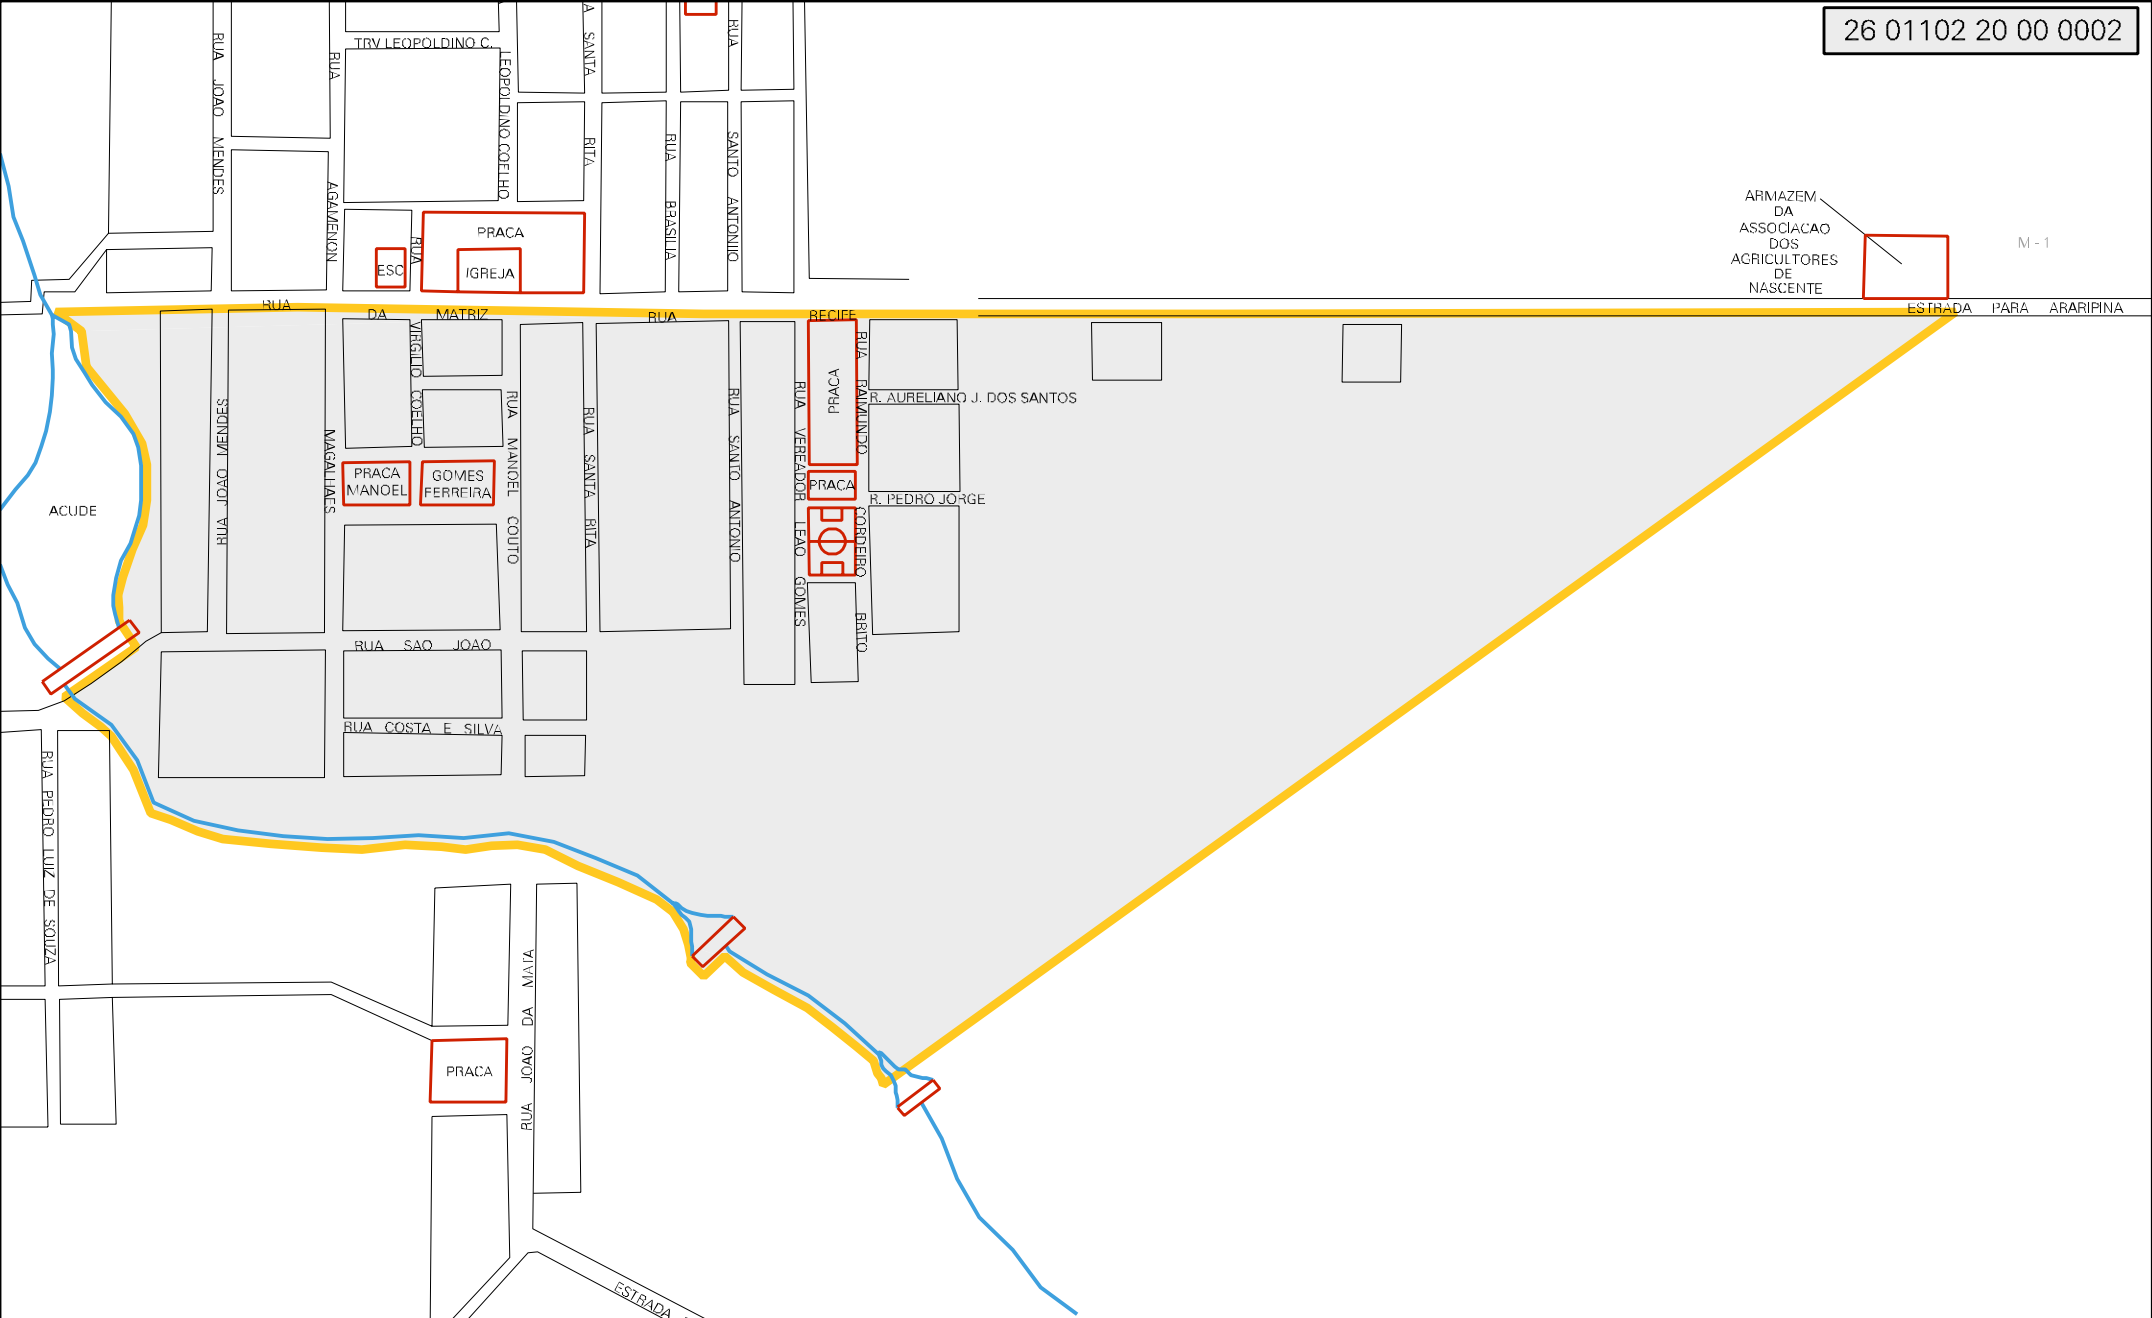 26 01102 20 00 0002
TRV LEOPOLDINO C.
RUA JOAO MENDES
RUA
AGAMENON
LEOPOLDINO COELHO
RUA
A SANTA RITA
RUA BRASILIA
RUA
SANTO ANTONIO
PRACA
IGREJA
ESC
ARMAZEM
DA
ASSOCIACAO
DOS
AGRICULTORES
DE
NASCENTE
M - 1
ESTRADA PARA ARARIPINA
RUA DA MATRIZ
RUA RECIFE
VIRGILIO COELHO
RUA JOAO MENDES
MAGALHAES
RUA MANOEL COUTO
RUA SANTA RITA
RUA SANTO ANTONIO
RUA VEREADOR LEAO GOMES
PRACA
RUA RAIMUNDO CORDEIRO BRITO
R. AURELIANO J. DOS SANTOS
PRACA
MANOEL
GOMES
FERREIRA
PRACA
R. PEDRO JORGE
ACUDE
RUA SAO JOAO
RUA COSTA E SILVA
RUA PEDRO LUIZ DE SOUZA
RUA JOAO DA MATA
PRACA
ESTRADA